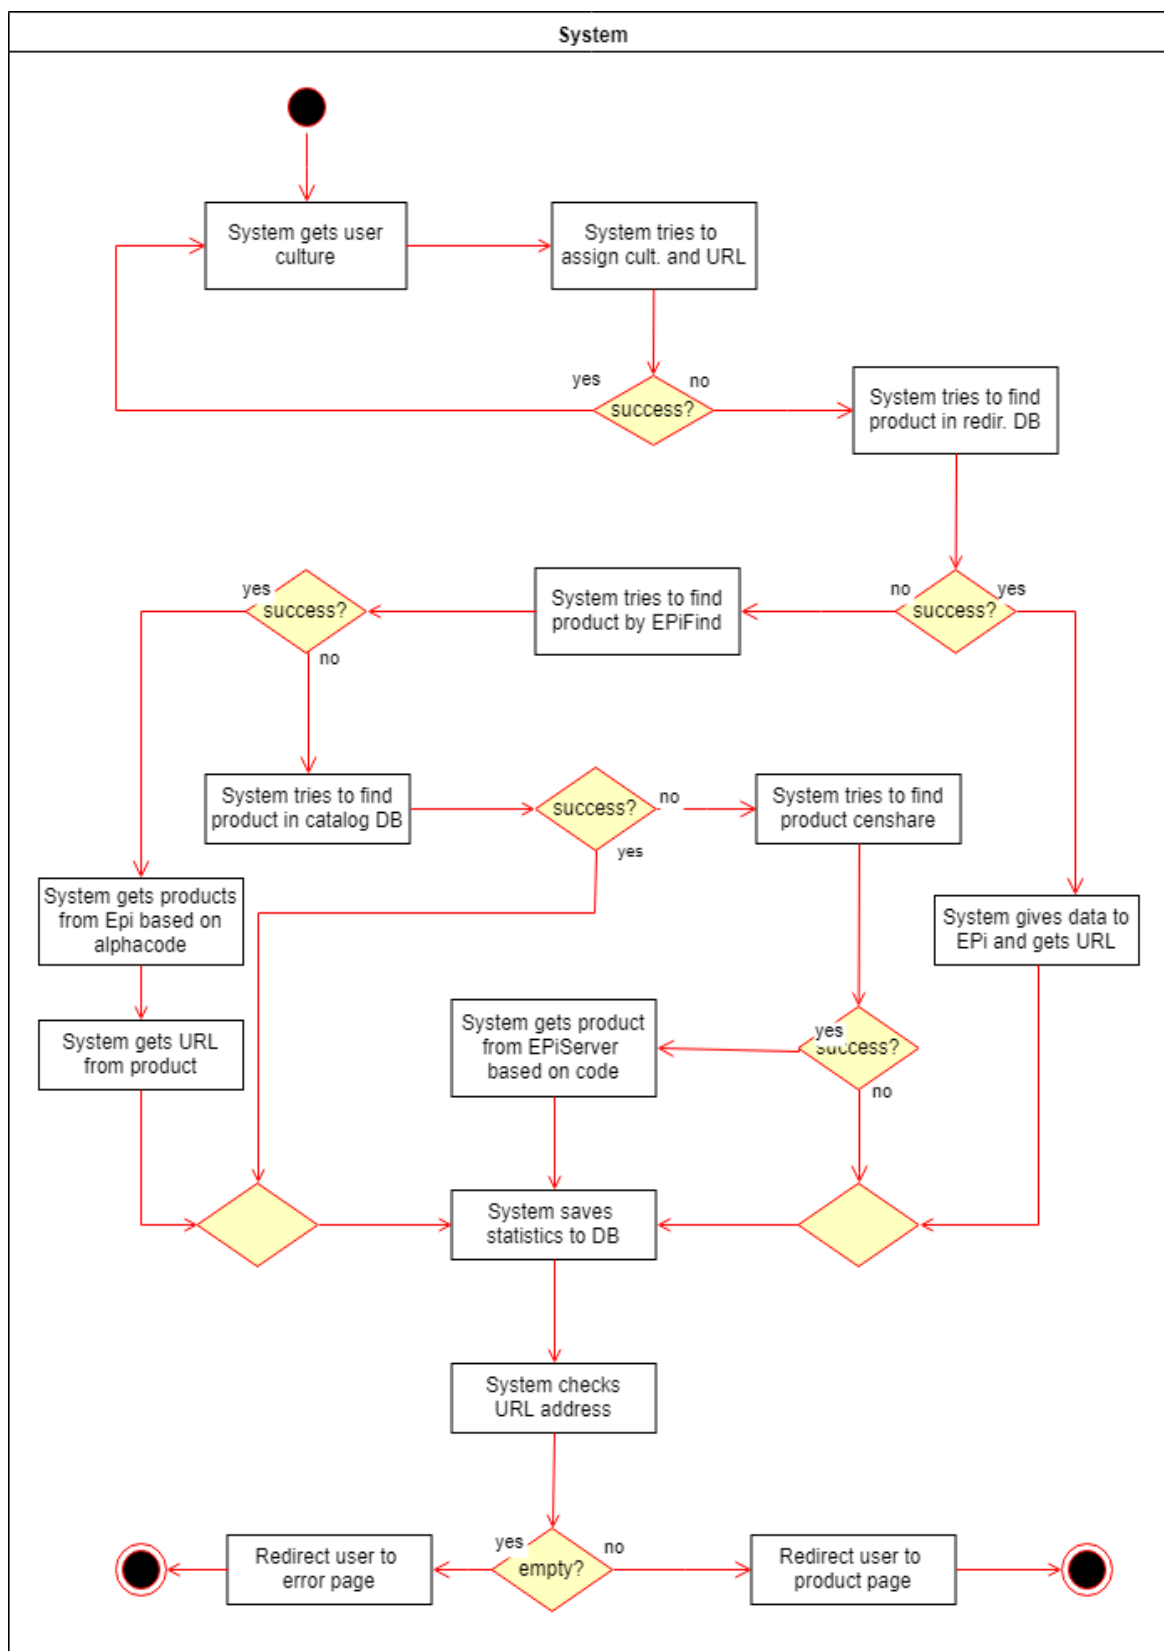 System
System gets user
culture
System tries to
assign cult. and URL
yes
no
success?
System tries to find
product in redir. DB
yes
success?
no
System tries to find
product by EPiFind
no
yes
success?
System tries to find
product in catalog DB
success?
no
yes
System tries to find
product censhare
System gets products
from Epi based on
alphacode
System gives data to
EPi and gets URL
System gets URL
from product
System gets product
from EPiServer
based on code
yes
success?
no
System saves
statistics to DB
System checks
URL address
Redirect user to
error page
yes
empty?
no
Redirect user to
product page